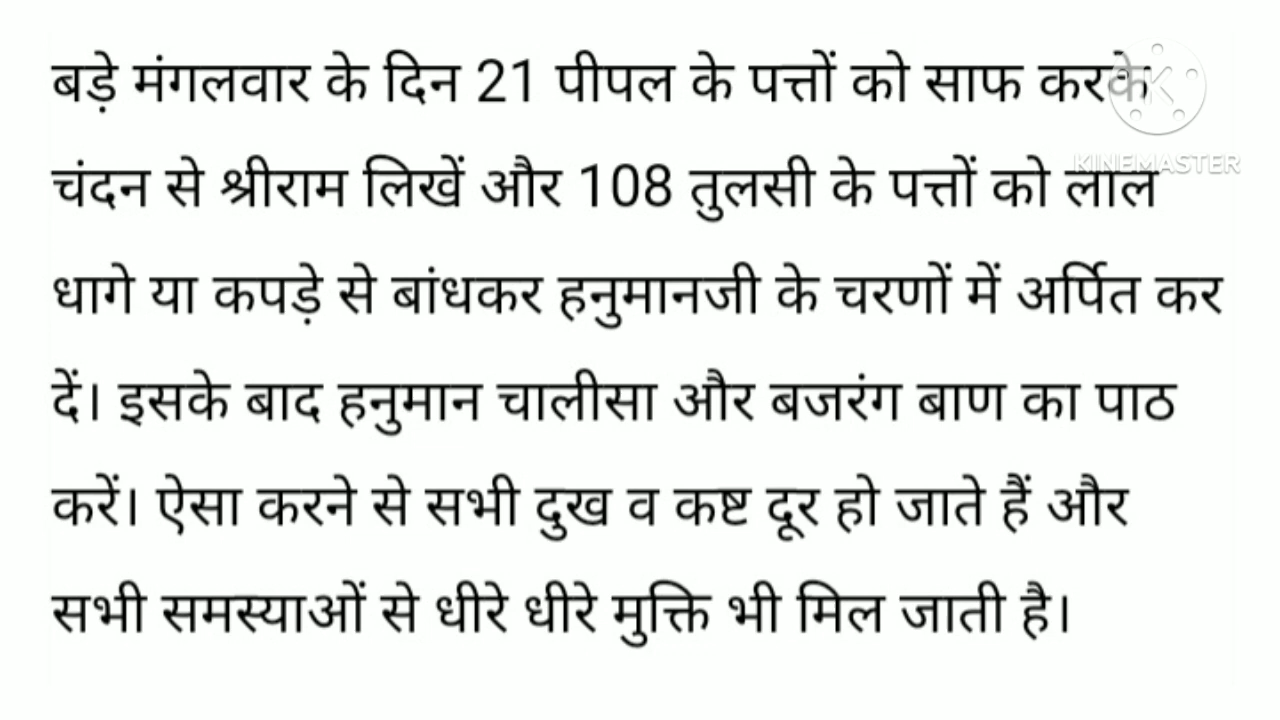 बड़े मंगलवार के दिन 21 पीपल के पत्तों को साफ करके
चंदन से श्रीराम लिखें और 108 तुलसी के पत्तों को लाल
धागे या कपड़े से बांधकर हनुमानजी के चरणों में अर्पित कर
दें। इसके बाद हनुमान चालीसा और बजरंग बाण का पाठ
करें। ऐसा करने से सभी दुख व कष्ट दूर हो जाते हैं और
सभी समस्याओं से धीरे धीरे मुक्ति भी मिल जाती है।
K
KINEMASTER